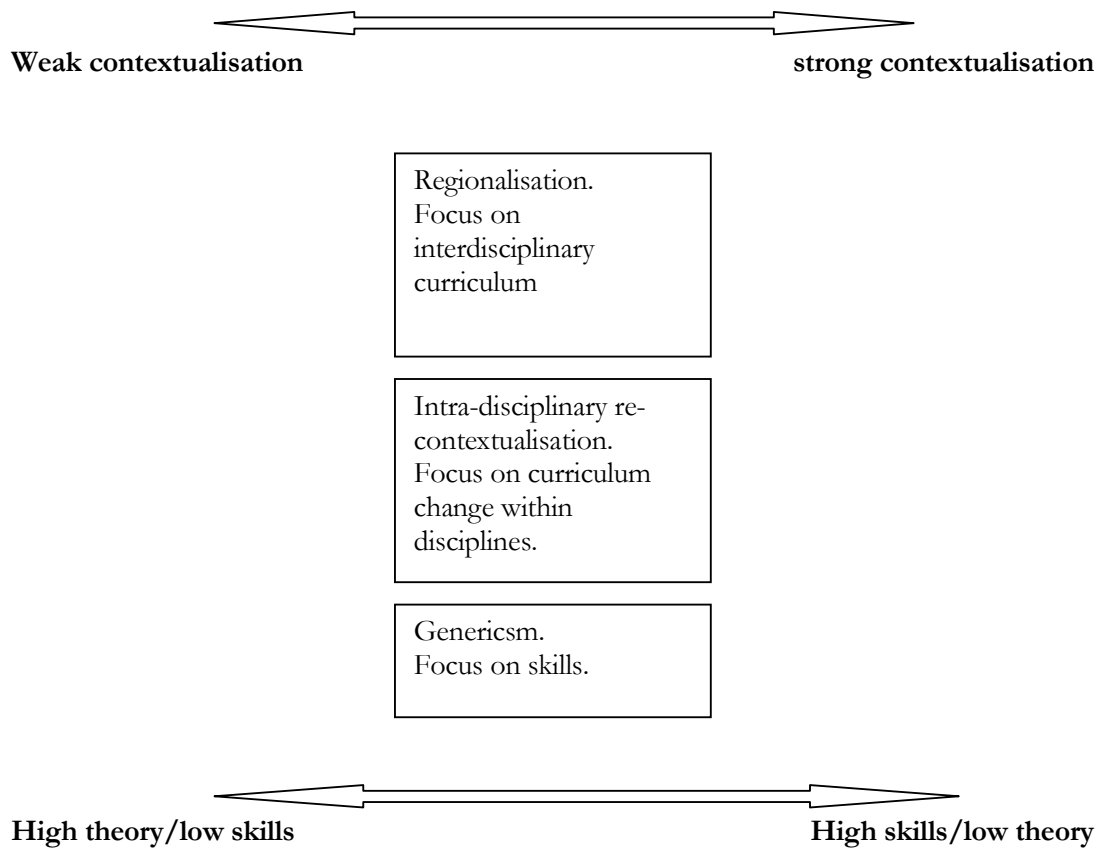 Weak contextualisation
strong contextualisation
Regionalisation.
Focus on
interdisciplinary
curriculum
Intra-disciplinary re-
contextualisation.
Focus on curriculum
change within
disciplines.
Genericsm.
Focus on skills.
High theory/low skills
High skills/low theory